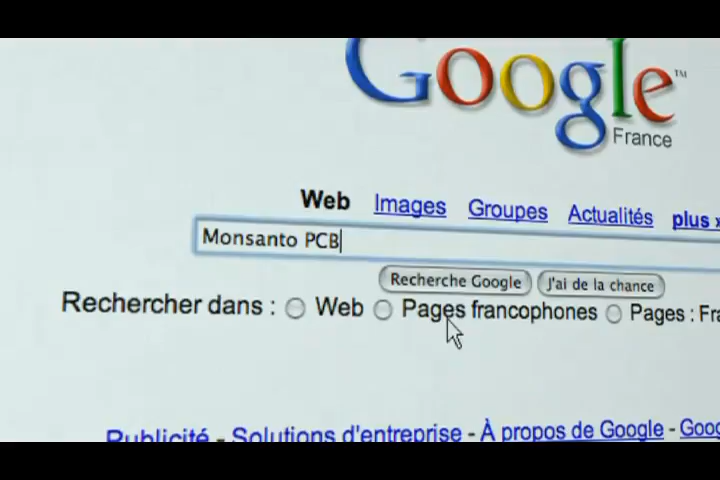 Google™
France
Web Images Groupes Actualités plus »
Monsanto PCB
Recherche Google J'ai de la chance
Rechercher dans : Web Pages francophones Pages :
Publicité - Solutions d'entreprise - À propos de Google -